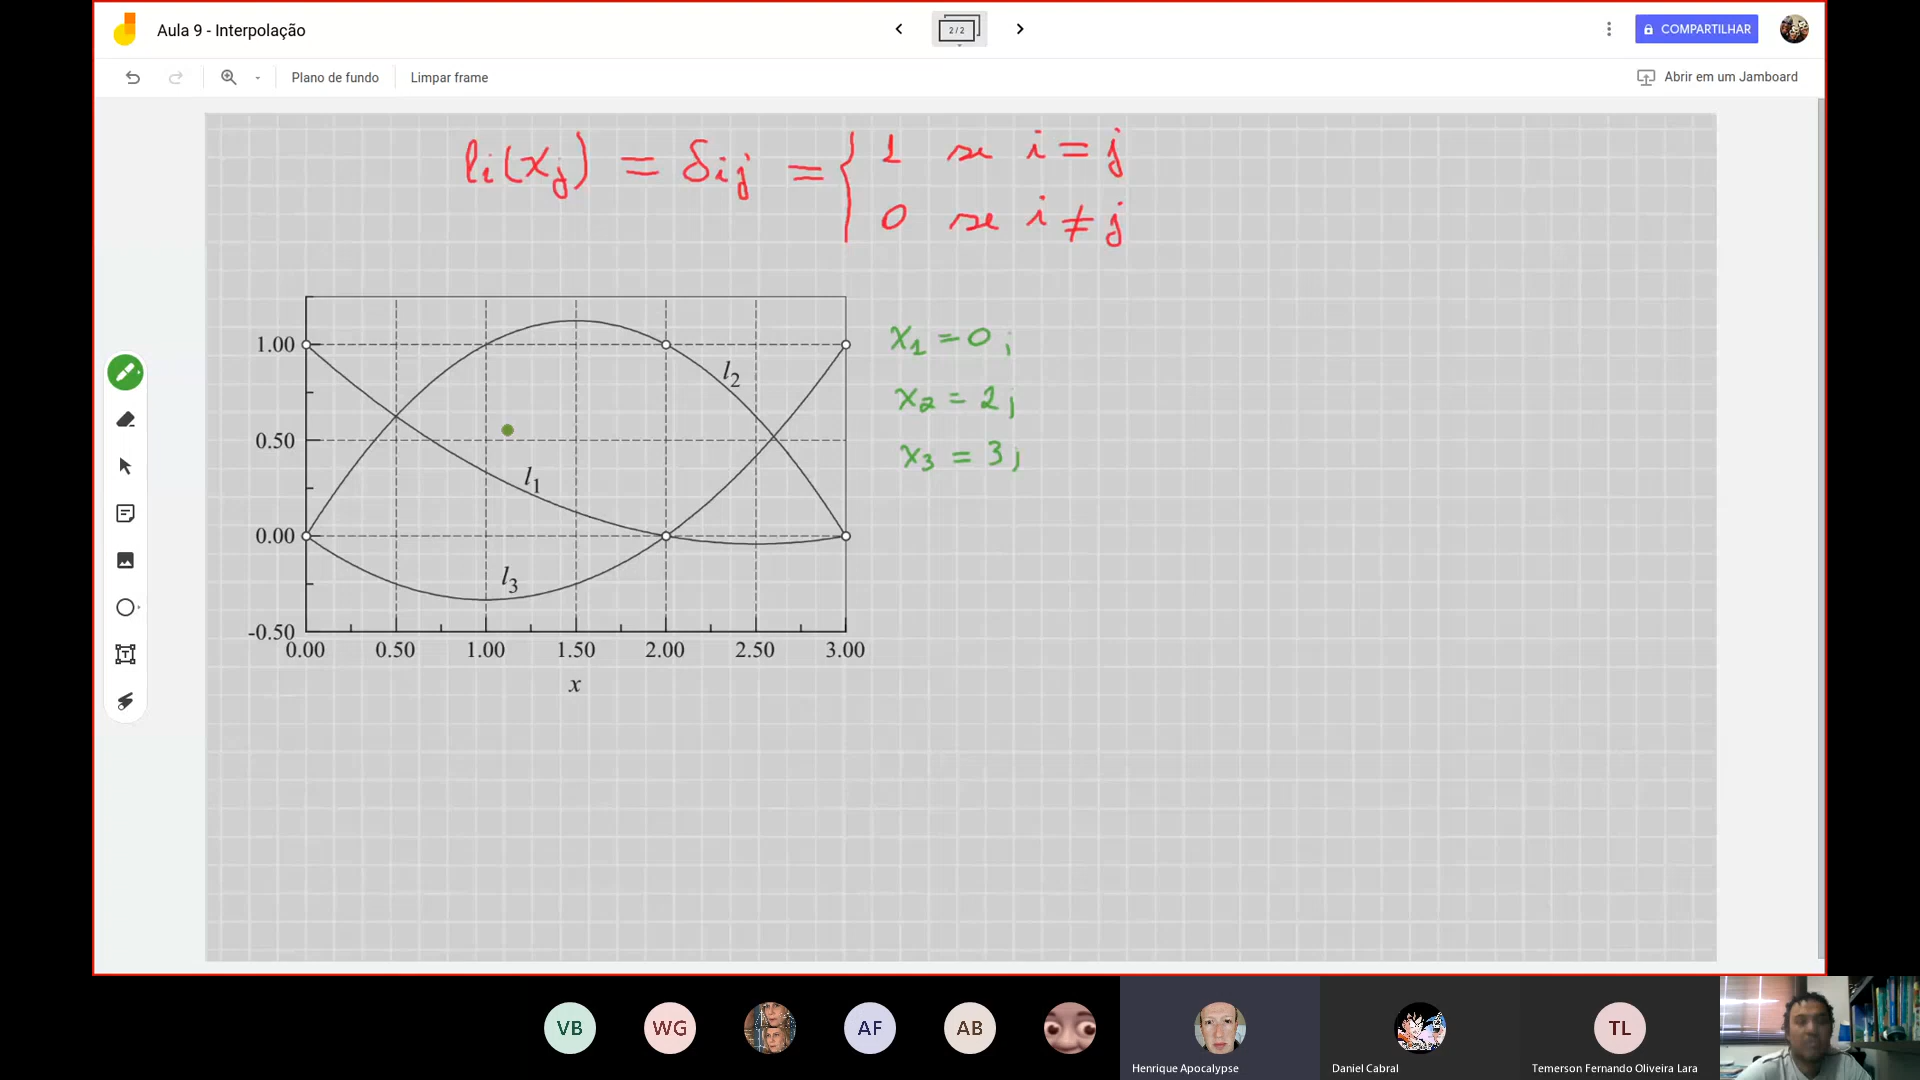 Aula 9 - Interpolação
2/2
COMPARTILHAR
Plano de fundo
Limpar frame
Abrir em um Jamboard
li(xj) = δij = { 1 se i = j
0 se i ≠ j
1.00
0.50
0.00
-0.50
0.00 0.50 1.00 1.50 2.00 2.50 3.00
x
l2
l1
l3
x1 = 0 ;
x2 = 2 ;
x3 = 3 ;
VB
WG
AF
AB
TL
Henrique Apocalypse
Daniel Cabral
Temerson Fernando Oliveira Lara